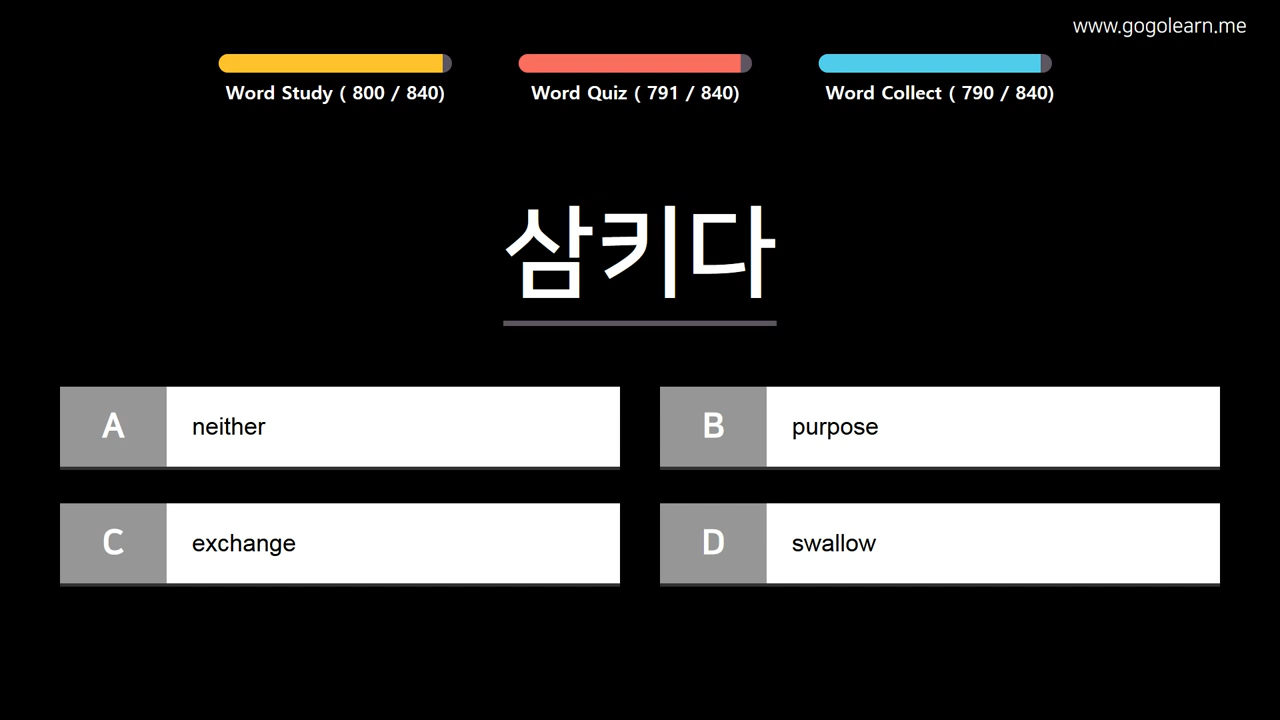 www.gogolearn.me
Word Study ( 800 / 840)
Word Quiz ( 791 / 840)
Word Collect ( 790 / 840)
삼키다
A neither
B purpose
C exchange
D swallow